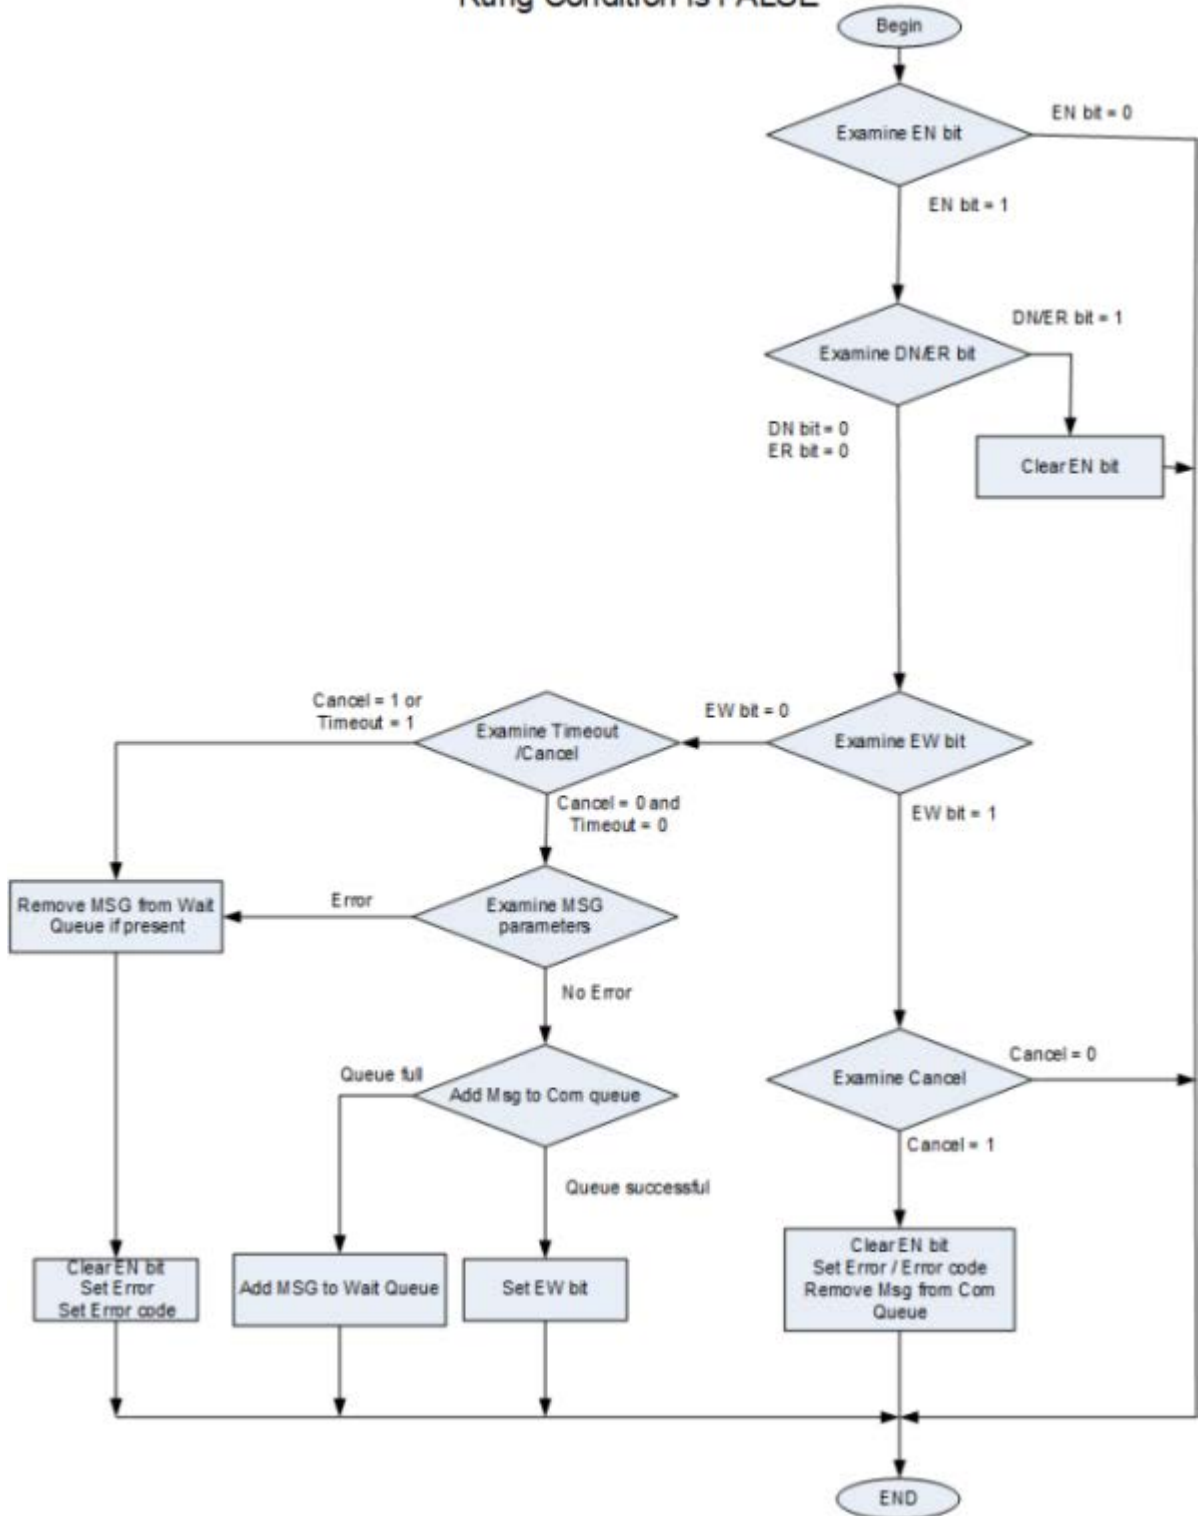 Rung Condition is FALSE
Begin
Examine EN bit
EN bit = 0
EN bit = 1
Examine DN/ER bit
DN/ER bit = 1
DN bit = 0
ER bit = 0
Clear EN bit
Cancel = 1 or
Timeout = 1
Examine Timeout
/Cancel
EW bit = 0
Examine EW bit
Cancel = 0 and
Timeout = 0
EW bit = 1
Remove MSG from Wait
Queue if present
Error
Examine MSG
parameters
No Error
Queue full
Add Msg to Com queue
Examine Cancel
Cancel = 0
Cancel = 1
Queue successful
Clear EN bit
Set Error
Set Error code
Add MSG to Wait Queue
Set EW bit
Clear EN bit
Set Error / Error code
Remove Msg from Com
Queue
END